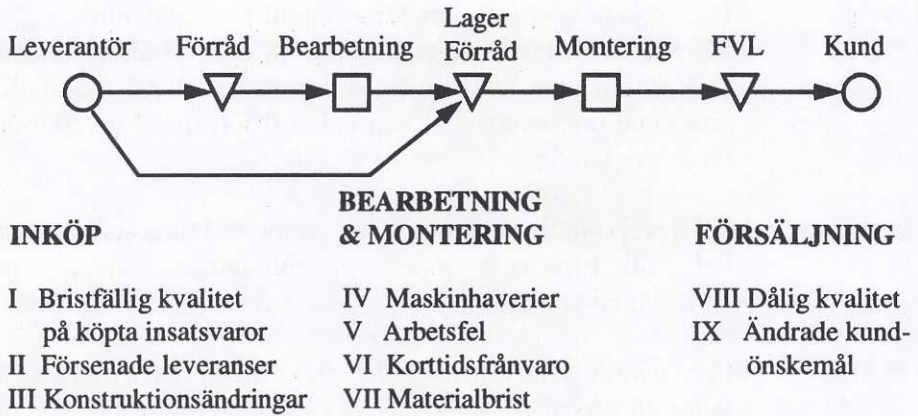 Lager
Leverantör Förråd Bearbetning Förråd Montering FVL Kund
BEARBETNING
INKÖP & MONTERING FÖRSÄLJNING
I Bristfällig kvalitet IV Maskinhaverier VIII Dålig kvalitet
på köpta insatsvaror V Arbetsfel IX Ändrade kund-
II Försenade leveranser VI Korttidsfrånvaro önskemål
III Konstruktionsändringar VII Materialbrist